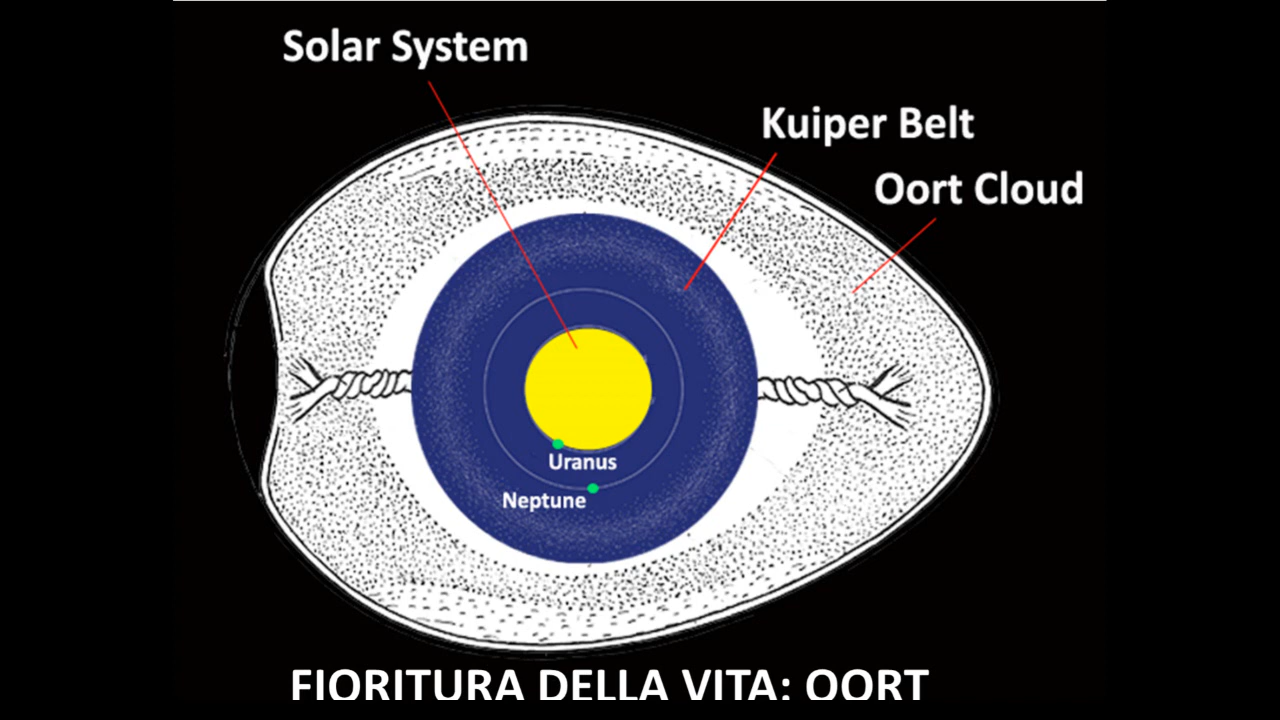 Solar System
Kuiper Belt
Oort Cloud
Uranus
Neptune
FIORITURA DELLA VITA: OORT